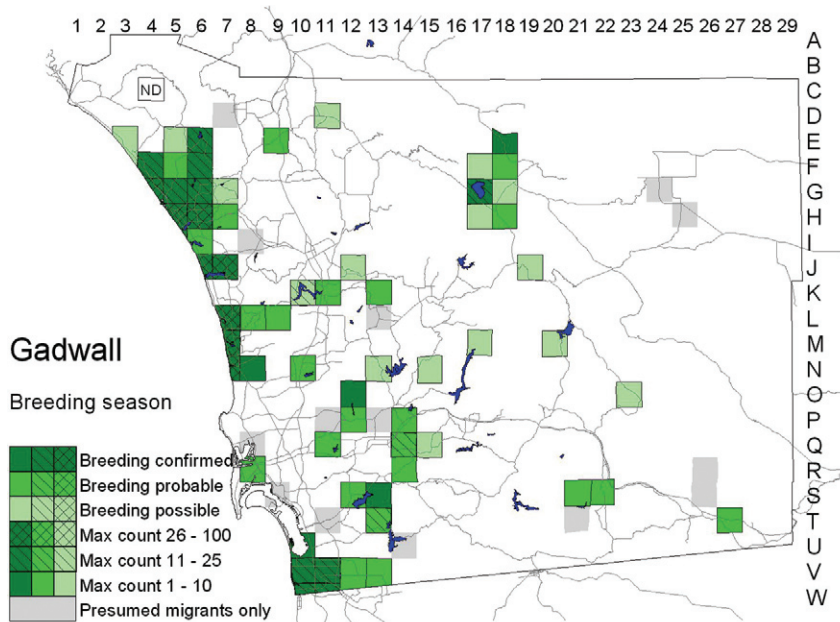 1 2 3 4 5 6 7 8 9 10 11 12 13 14 15 16 17 18 19 20 21 22 23 24 25 26 27 28 29
A
B
C
D
E
F
G
H
I
J
K
L
M
N
O
P
Q
R
S
T
U
V
W
ND
Gadwall
Breeding season
Breeding confirmed
Breeding probable
Breeding possible
Max count 26 - 100
Max count 11 - 25
Max count 1 - 10
Presumed migrants only